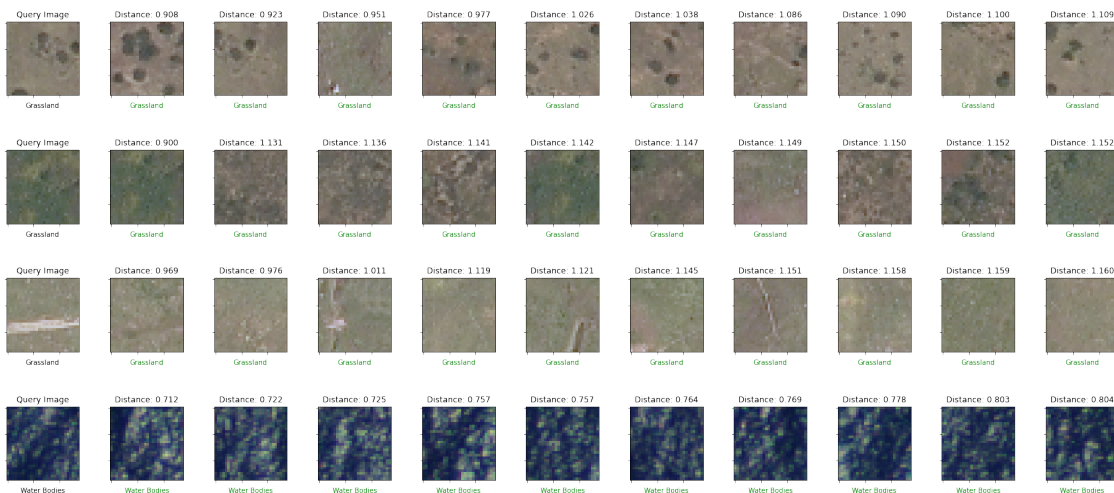 Query Image Distance: 0.908 Distance: 0.923 Distance: 0.951 Distance: 0.977 Distance: 1.026 Distance: 1.038 Distance: 1.086 Distance: 1.090 Distance: 1.100 Distance: 1.109
Grassland Grassland Grassland Grassland Grassland Grassland Grassland Grassland Grassland Grassland Grassland
Query Image Distance: 0.900 Distance: 1.131 Distance: 1.136 Distance: 1.141 Distance: 1.142 Distance: 1.147 Distance: 1.149 Distance: 1.150 Distance: 1.152 Distance: 1.152
Grassland Grassland Grassland Grassland Grassland Grassland Grassland Grassland Grassland Grassland Grassland
Query Image Distance: 0.969 Distance: 0.976 Distance: 1.011 Distance: 1.119 Distance: 1.121 Distance: 1.145 Distance: 1.151 Distance: 1.158 Distance: 1.159 Distance: 1.160
Grassland Grassland Grassland Grassland Grassland Grassland Grassland Grassland Grassland Grassland Grassland
Query Image Distance: 0.712 Distance: 0.722 Distance: 0.725 Distance: 0.757 Distance: 0.757 Distance: 0.764 Distance: 0.769 Distance: 0.778 Distance: 0.803 Distance: 0.804
Water Bodies Water Bodies Water Bodies Water Bodies Water Bodies Water Bodies Water Bodies Water Bodies Water Bodies Water Bodies Water Bodies